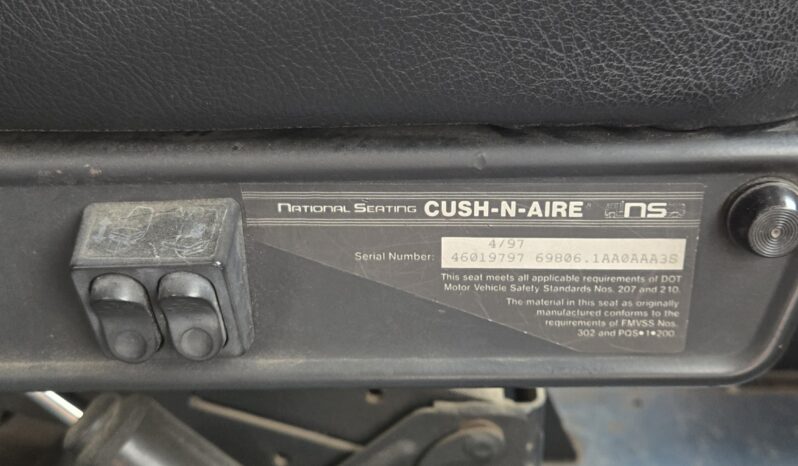 National Seating CUSH-N-AIRE NS
4/97
Serial Number: 46019797 69806.1AA0AAA3S
This seat meets all applicable requirements of DOT
Motor Vehicle Safety Standards Nos. 207 and 210.
The material in this seat as originally
manufactured conforms to the
requirements of FMVSS Nos.
302 and PQS•1•200